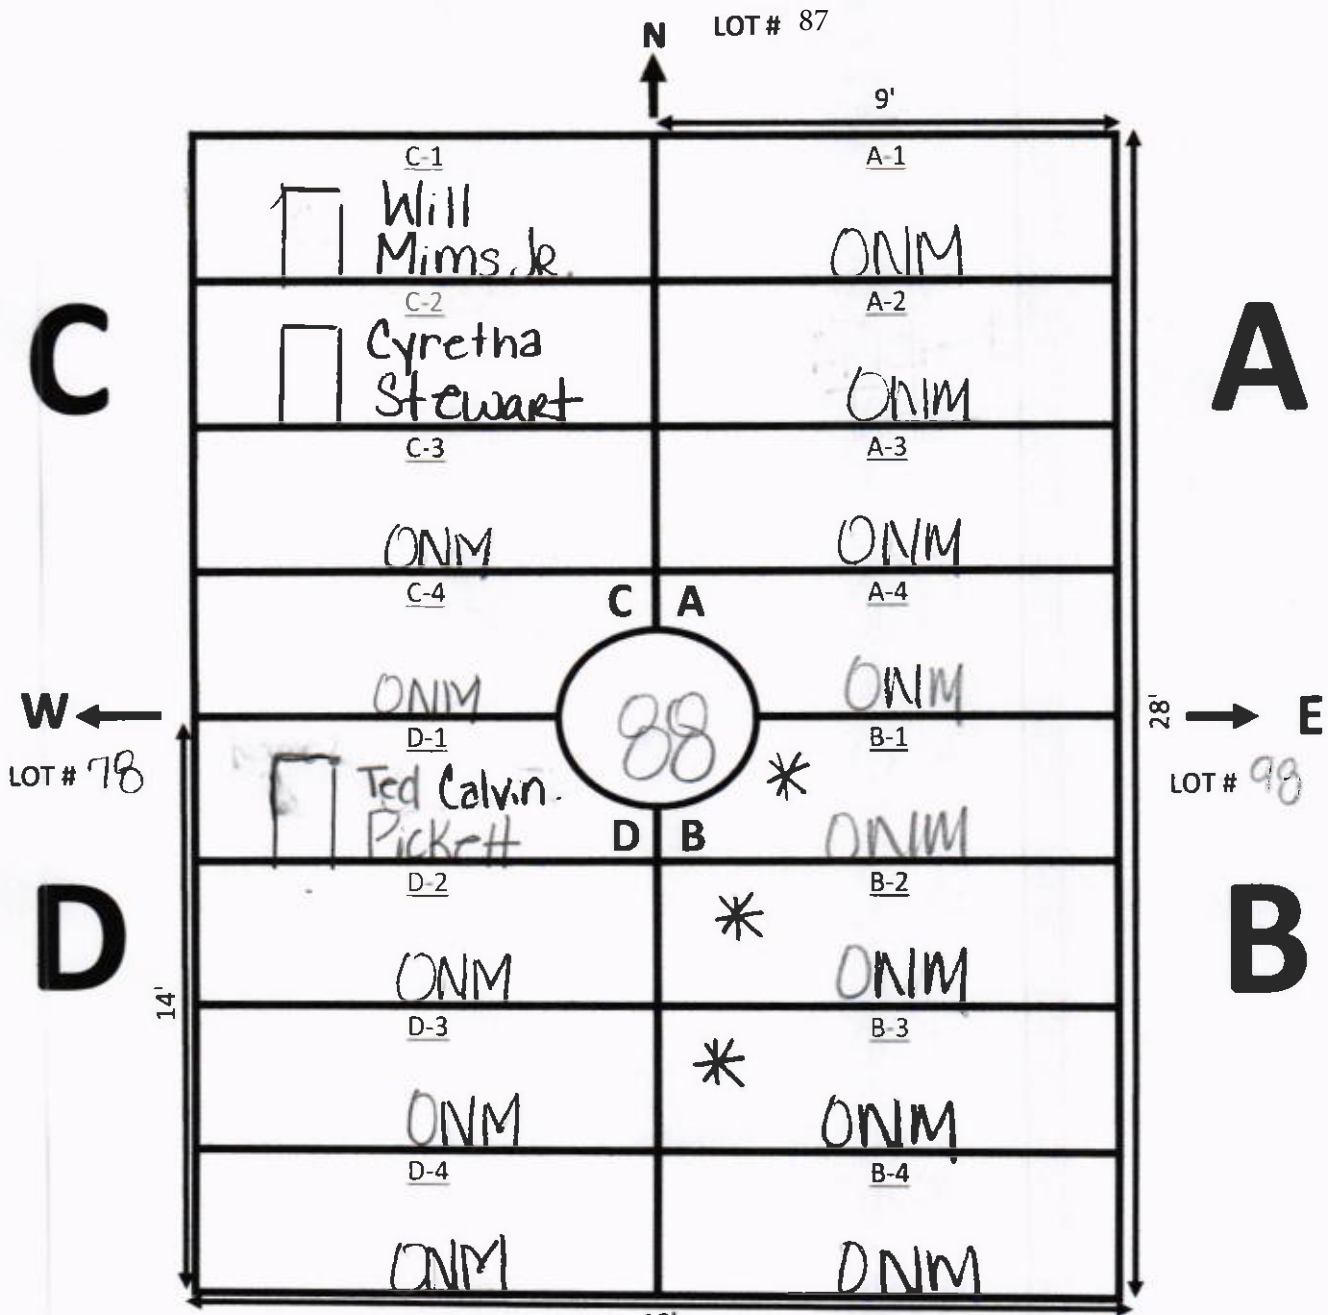 LOT # 87
N
9'
C-1
A-1
Will
Mims Jr.
ONM
C
A
C-2
A-2
Cyretha
Stewart
ONM
C-3
A-3
ONM
ONM
C-4
C A
A-4
ONM
ONM
W
88
28'
E
LOT # 78
LOT # 98
D-1
B-1
*
Ted Calvin.
Pickett
D B
ONM
D-2
B-2
*
D
B
ONM
ONM
14'
D-3
B-3
*
ONM
ONM
D-4
B-4
ONM
ONM